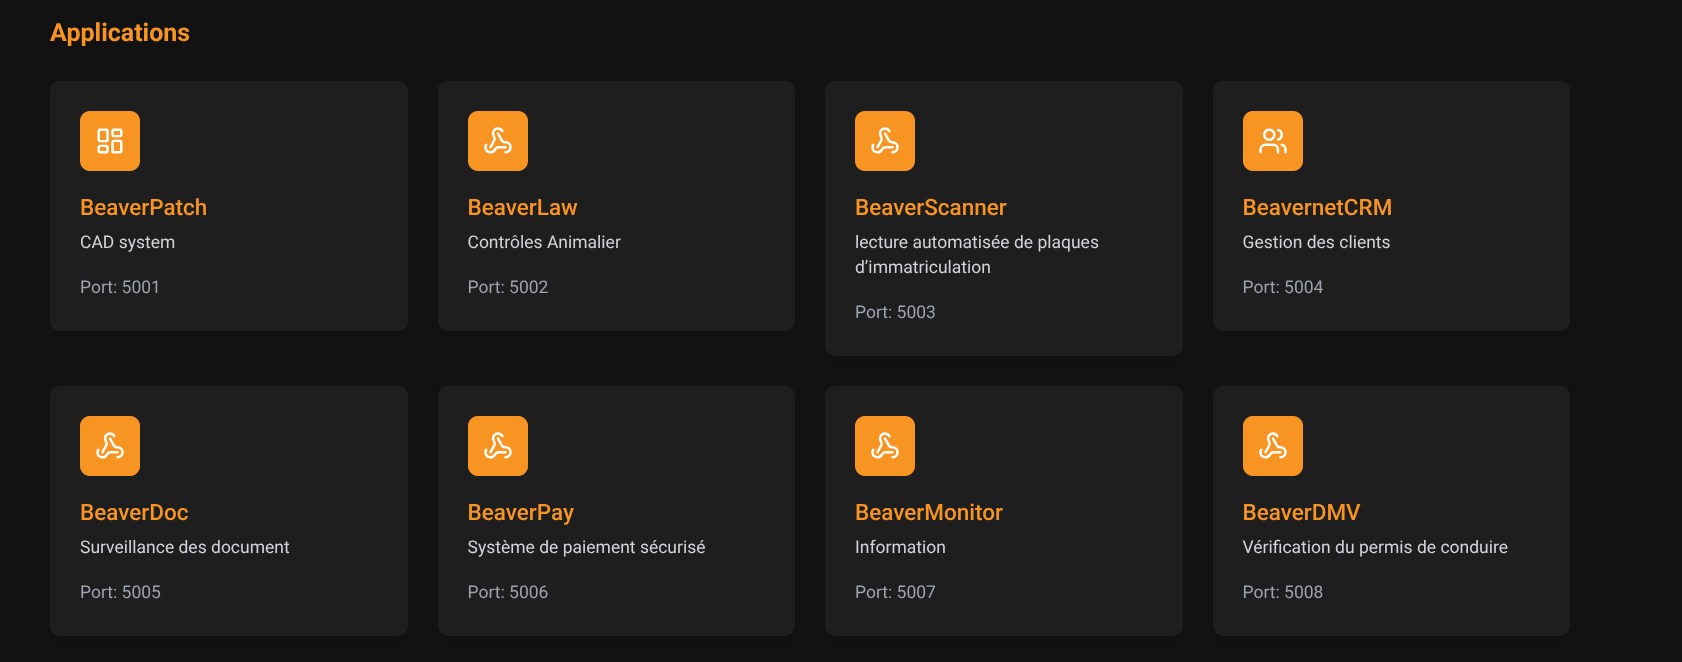 Applications
BeaverPatch
CAD system
Port: 5001
BeaverLaw
Contrôles Animalier
Port: 5002
BeaverScanner
lecture automatisée de plaques
d’immatriculation
Port: 5003
BeavernetCRM
Gestion des clients
Port: 5004
BeaverDoc
Surveillance des document
Port: 5005
BeaverPay
Système de paiement sécurisé
Port: 5006
BeaverMonitor
Information
Port: 5007
BeaverDMV
Vérification du permis de conduire
Port: 5008